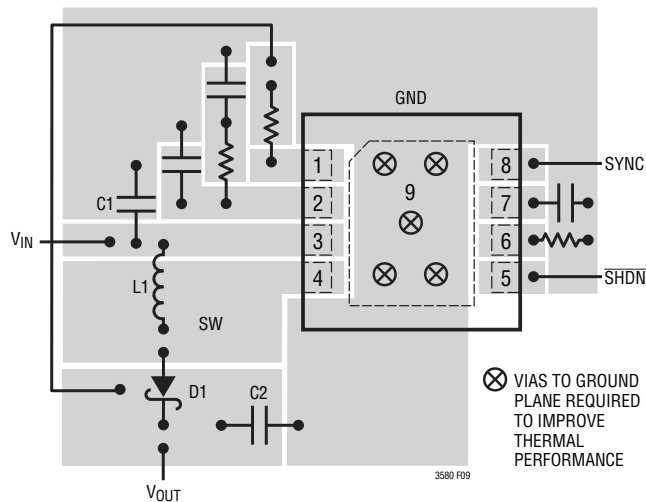 GND
1
8
SYNC
2
9
7
C1
VIN
3
6
4
5
SHDN
L1
SW
D1
C2
VIAS TO GROUND
PLANE REQUIRED
TO IMPROVE
THERMAL
PERFORMANCE
3580 F09
VOUT